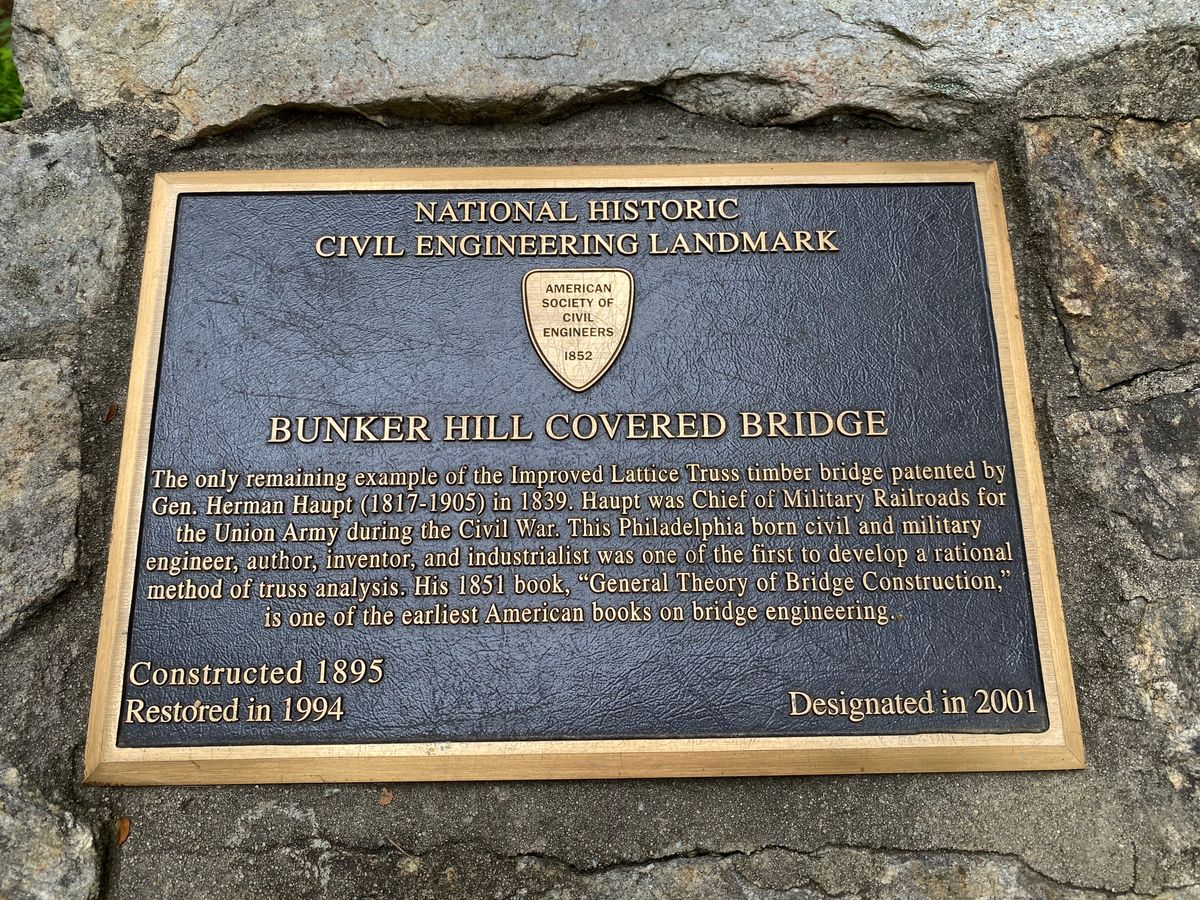 NATIONAL HISTORIC
CIVIL ENGINEERING LANDMARK
AMERICAN
SOCIETY OF
CIVIL
ENGINEERS
1852
BUNKER HILL COVERED BRIDGE
The only remaining example of the Improved Lattice Truss timber bridge patented by
Gen. Herman Haupt (1817-1905) in 1839. Haupt was Chief of Military Railroads for
the Union Army during the Civil War. This Philadelphia born civil and military
engineer, author, inventor, and industrialist was one of the first to develop a rational
method of truss analysis. His 1851 book, “General Theory of Bridge Construction,”
is one of the earliest American books on bridge engineering.
Constructed 1895
Restored in 1994
Designated in 2001